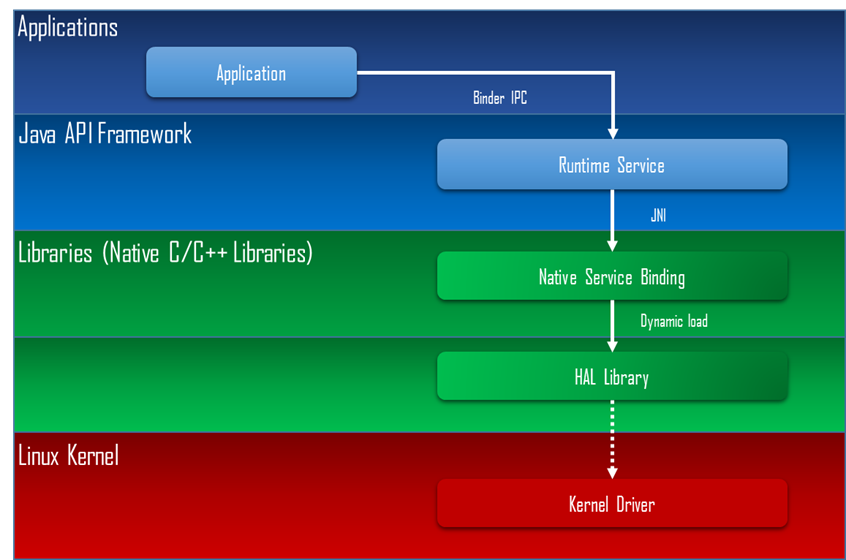 Applications
Application
Binder IPC
Java API Framework
Runtime Service
JNI
Libraries (Native C/C++ Libraries)
Native Service Binding
Dynamic load
HAL Library
Linux Kernel
Kernel Driver